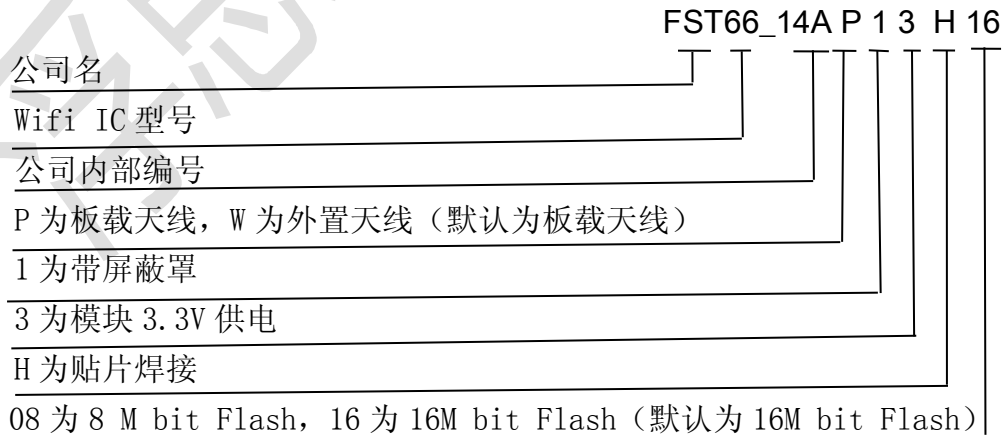 FST66_14A P 1 3 H 16
公司名
Wifi IC 型号
公司内部编号
P 为板载天线，W 为外置天线（默认为板载天线）
1 为带屏蔽罩
3 为模块 3.3V 供电
H 为贴片焊接
08 为 8 M bit Flash，16 为 16M bit Flash（默认为 16M bit Flash）